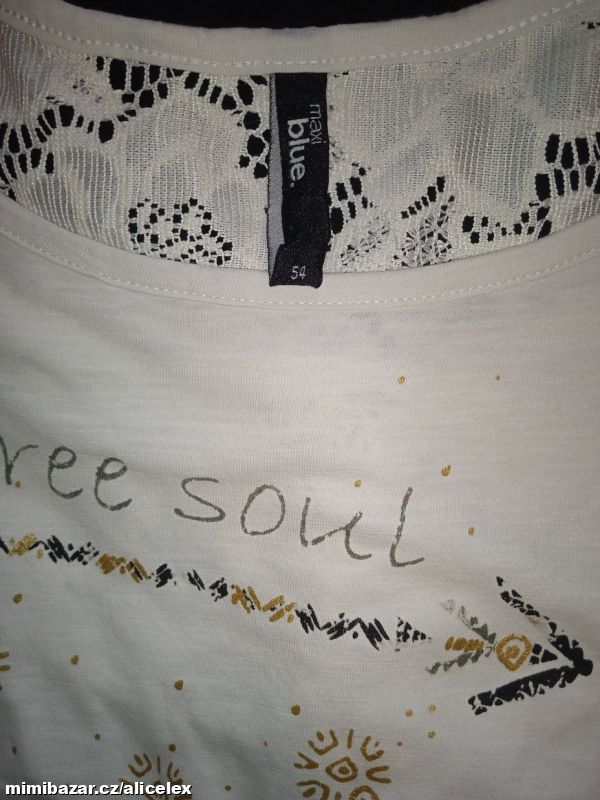 maxi
blue.
54
ree soul
mimibazar.cz/alicelex